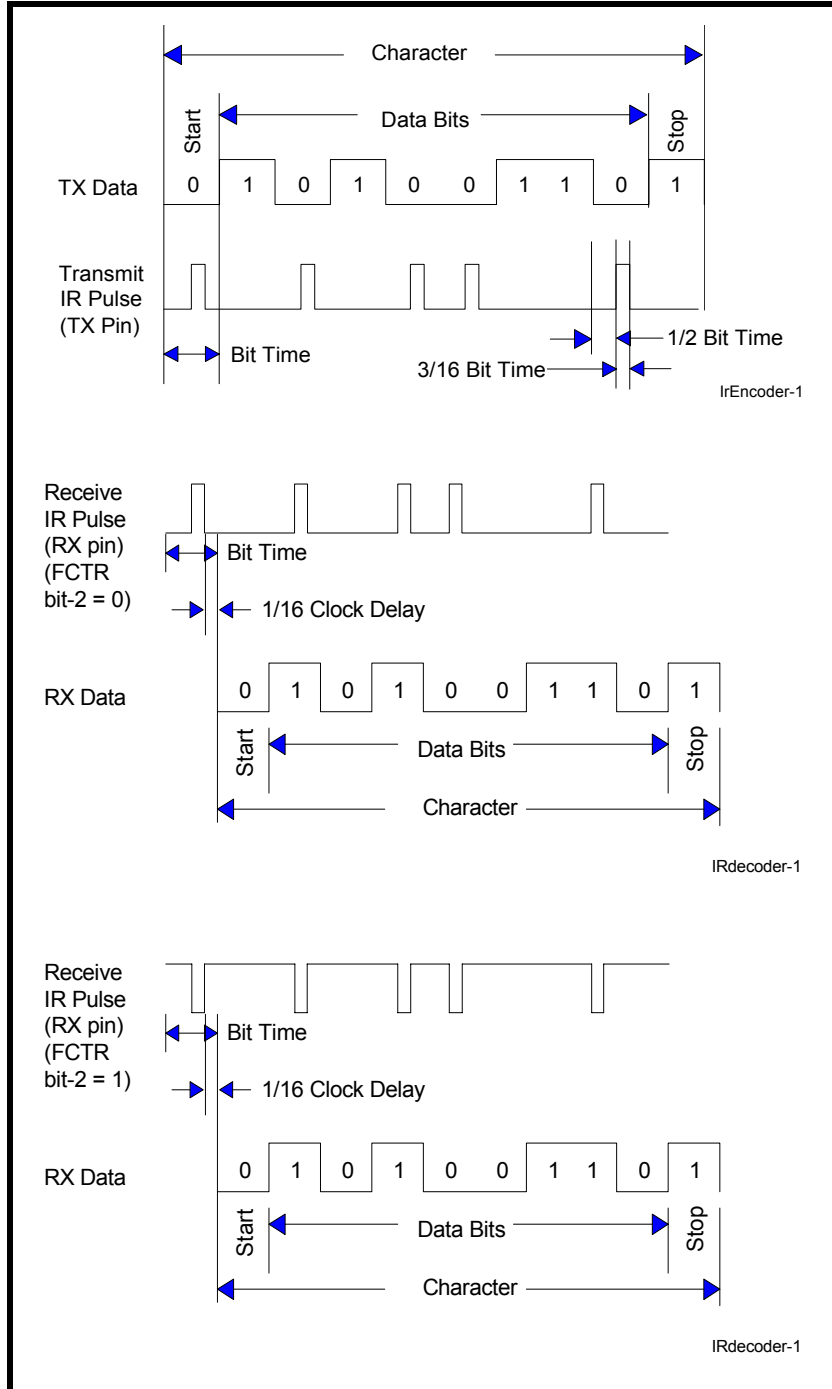 Character
Start
Data Bits
Stop
TX Data
0 1 0 1 0 0 1 1 0 1
Transmit
IR Pulse
(TX Pin)
Bit Time
1/2 Bit Time
3/16 Bit Time
IrEncoder-1
Receive
IR Pulse
(RX pin)
(FCTR
bit-2 = 0)
Bit Time
1/16 Clock Delay
RX Data
0 1 0 1 0 0 1 1 0 1
Start
Data Bits
Stop
Character
IRdecoder-1
Receive
IR Pulse
(RX pin)
(FCTR
bit-2 = 1)
Bit Time
1/16 Clock Delay
RX Data
0 1 0 1 0 0 1 1 0 1
Start
Data Bits
Stop
Character
IRdecoder-1